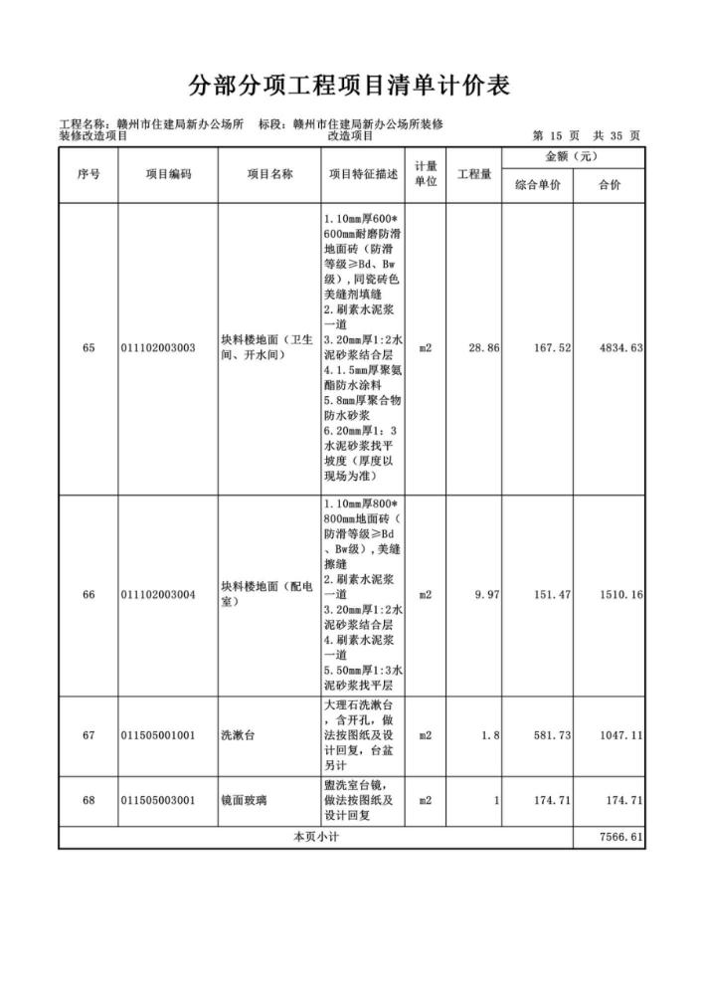 分部分项工程项目清单计价表
工程名称：赣州市住建局新办公场所
装修改造项目
标段：赣州市住建局新办公场所装修
改造项目
第 15 页 共 35 页
序号
项目编码
项目名称
项目特征描述
计量
单位
工程量
金额（元）
综合单价
合价
65
011102003003
块料楼地面（卫生
间、开水间）
1.10mm厚600*
600mm耐磨防滑
地面砖（防滑
等级≥Bd、Bw
级）,同瓷砖色
美缝剂填缝
2.刷素水泥浆
一道
3.20mm厚1:2水
泥砂浆结合层
4.1.5mm厚聚氨
酯防水涂料
5.8mm厚聚合物
防水砂浆
6.20mm厚1：3
水泥砂浆找平
坡度（厚度以
现场为准）
m2
28.86
167.52
4834.63
66
011102003004
块料楼地面（配电
室）
1.10mm厚800*
800mm地面砖（
防滑等级≥Bd
、Bw级）,美缝
擦缝
2.刷素水泥浆
一道
3.20mm厚1:2水
泥砂浆结合层
4.刷素水泥浆
一道
5.50mm厚1:3水
泥砂浆找平层
m2
9.97
151.47
1510.16
67
011505001001
洗漱台
大理石洗漱台
，含开孔，做
法按图纸及设
计回复，台盆
另计
m2
1.8
581.73
1047.11
68
011505003001
镜面玻璃
盥洗室台镜，
做法按图纸及
设计回复
m2
1
174.71
174.71
本页小计
7566.61